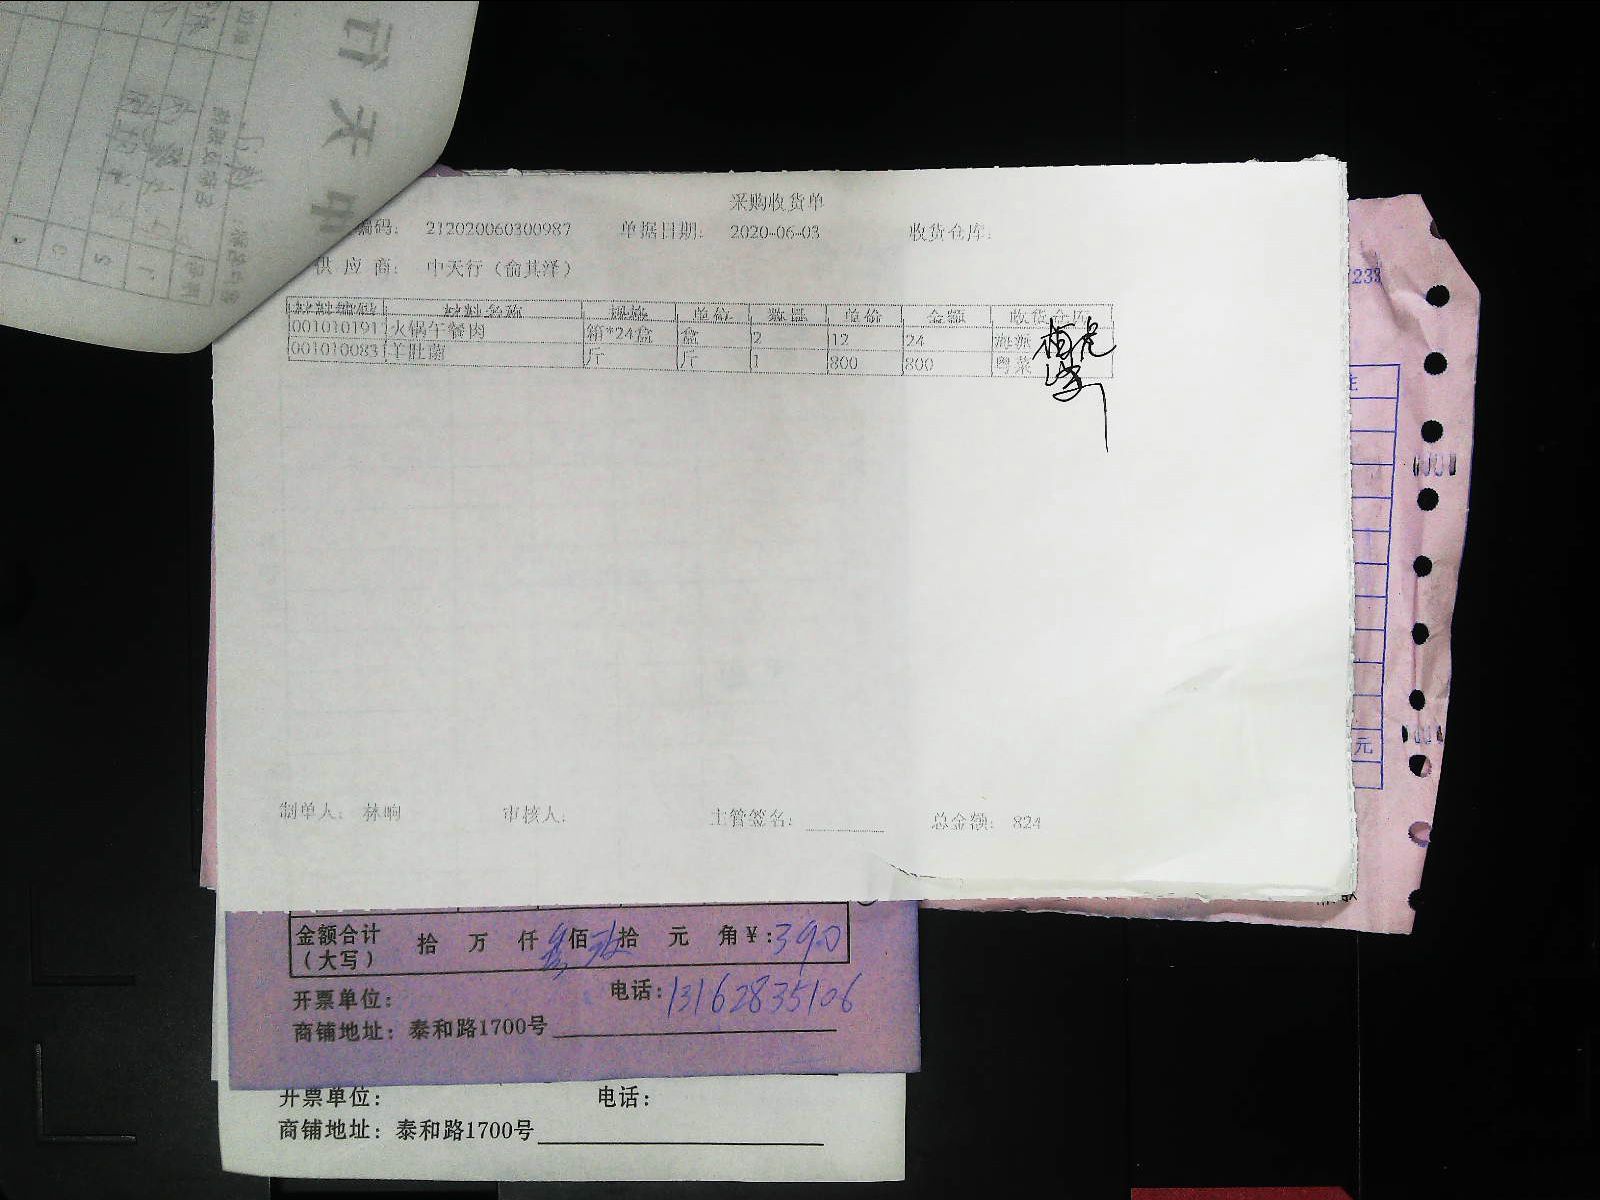 采购收货单
编码: 212020060300987 单据日期: 2020-06-03 收货仓库:
供 应 商: 中天行（俞其泽）
材料编码 材料名称 规格 单位 数量 单价 金额 收货仓库
0010101917 火锅午餐肉 箱*24盒 盒 2 12 24
001010083 羊肚菌 斤 斤 1 800 800 粤菜
制单人: 林晌 审核人: 主管签名: 总金额: 824
金额合计（大写） 拾 万 仟 叁佰玖拾 元 角¥:390
开票单位: 电话:13162835106
商铺地址: 泰和路1700号
开票单位: 电话:
商铺地址: 泰和路1700号
233
元